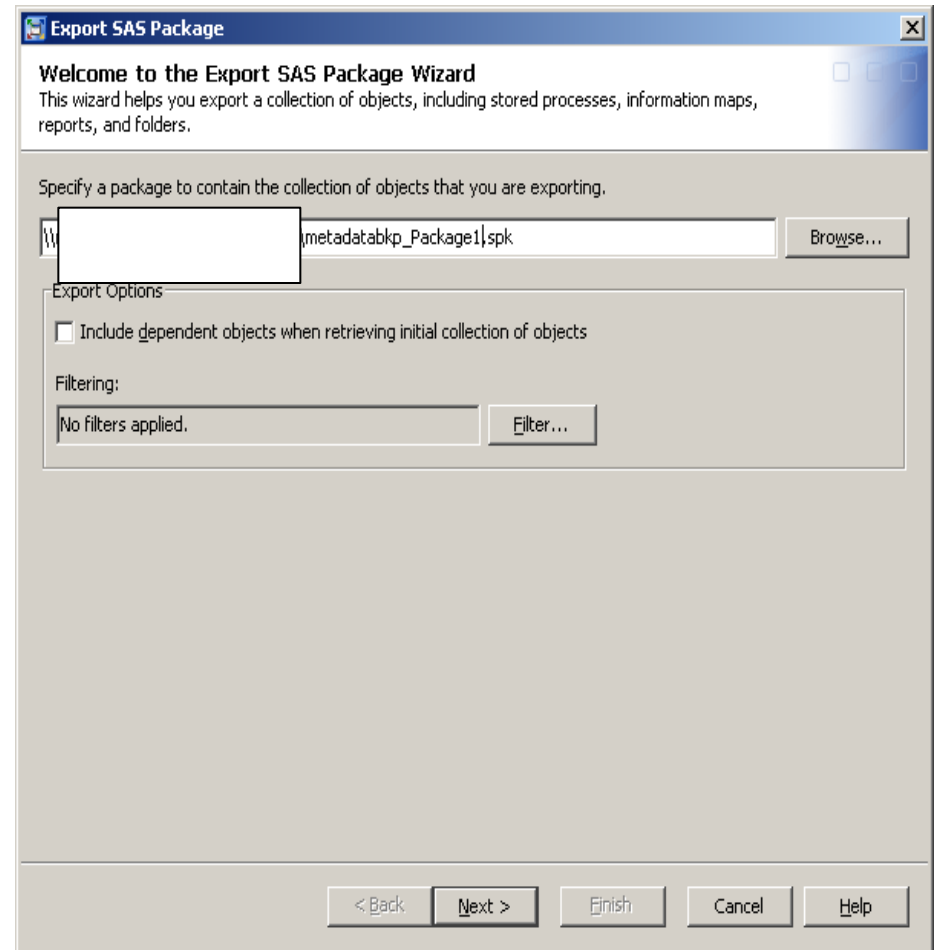 Export SAS Package
Welcome to the Export SAS Package Wizard
This wizard helps you export a collection of objects, including stored processes, information maps,
reports, and folders.
Specify a package to contain the collection of objects that you are exporting.
\\ \metadatabkp_Package1.spk Browse...
Export Options
Include dependent objects when retrieving initial collection of objects
Filtering:
No filters applied. Filter...
< Back Next > Finish Cancel Help